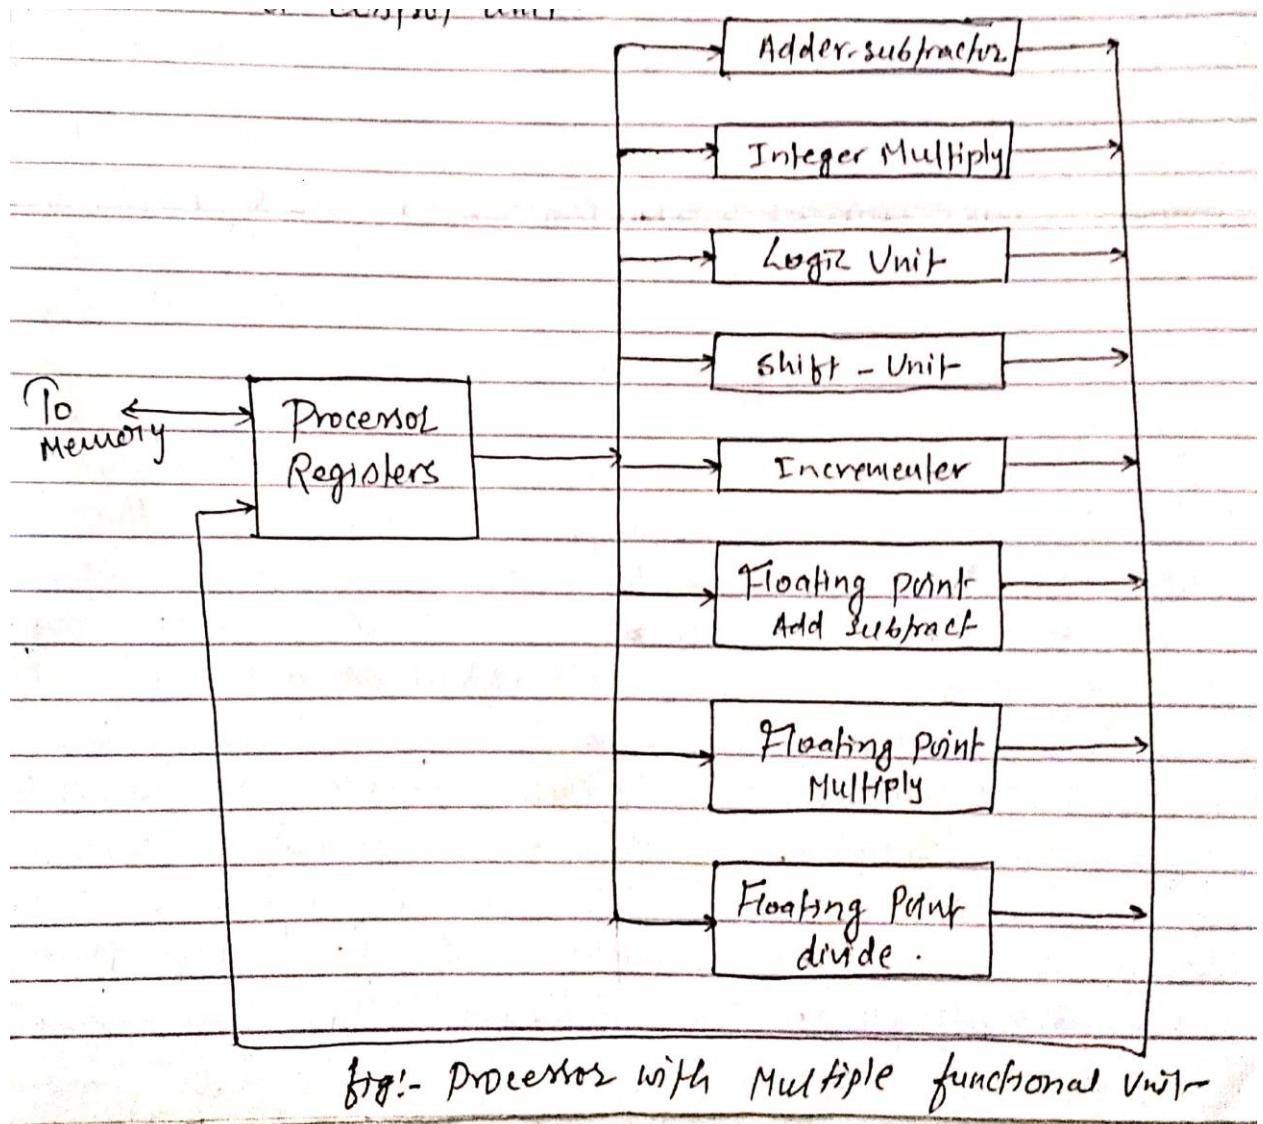 unit
Adder-subtractor
Integer Multiply
Logic Unit
Shift - Unit
To
Memory
Processor
Registers
Incrementer
Floating point
Add subtract
Floating Point
Multiply
Floating Point
divide .
fig:- Processor with Multiple functional Unit